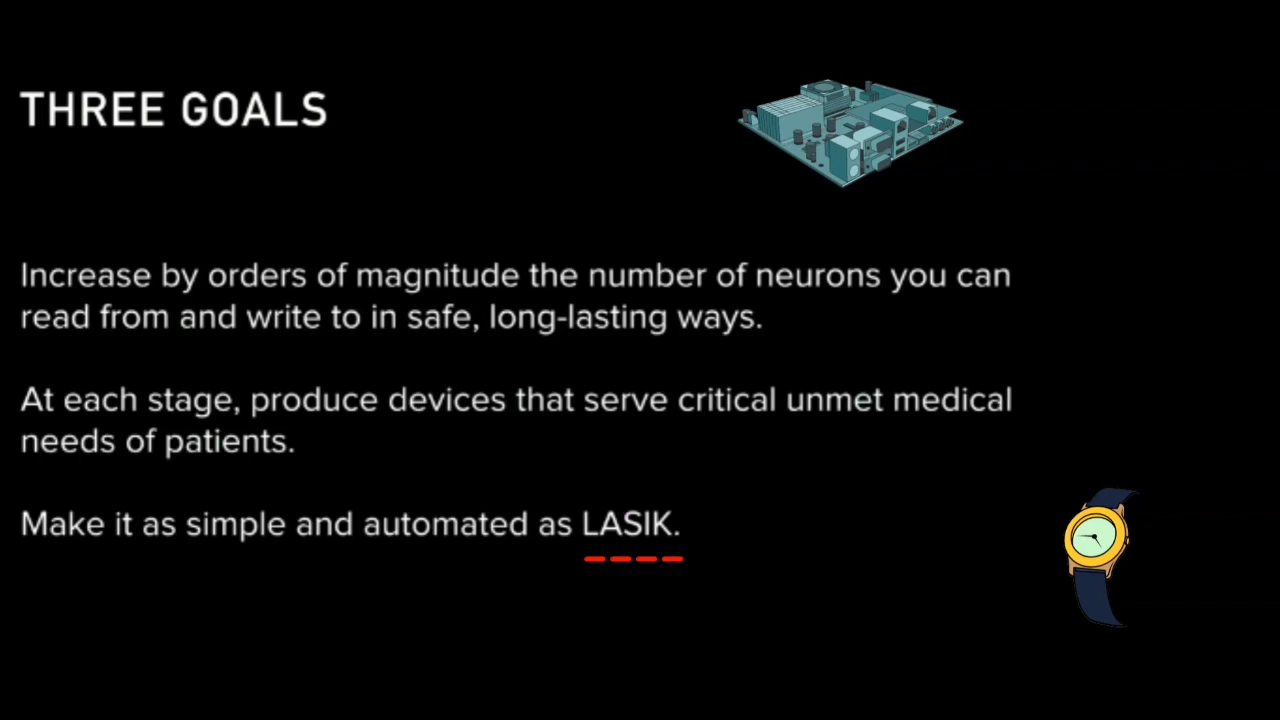 THREE GOALS
Increase by orders of magnitude the number of neurons you can
read from and write to in safe, long-lasting ways.
At each stage, produce devices that serve critical unmet medical
needs of patients.
Make it as simple and automated as LASIK.